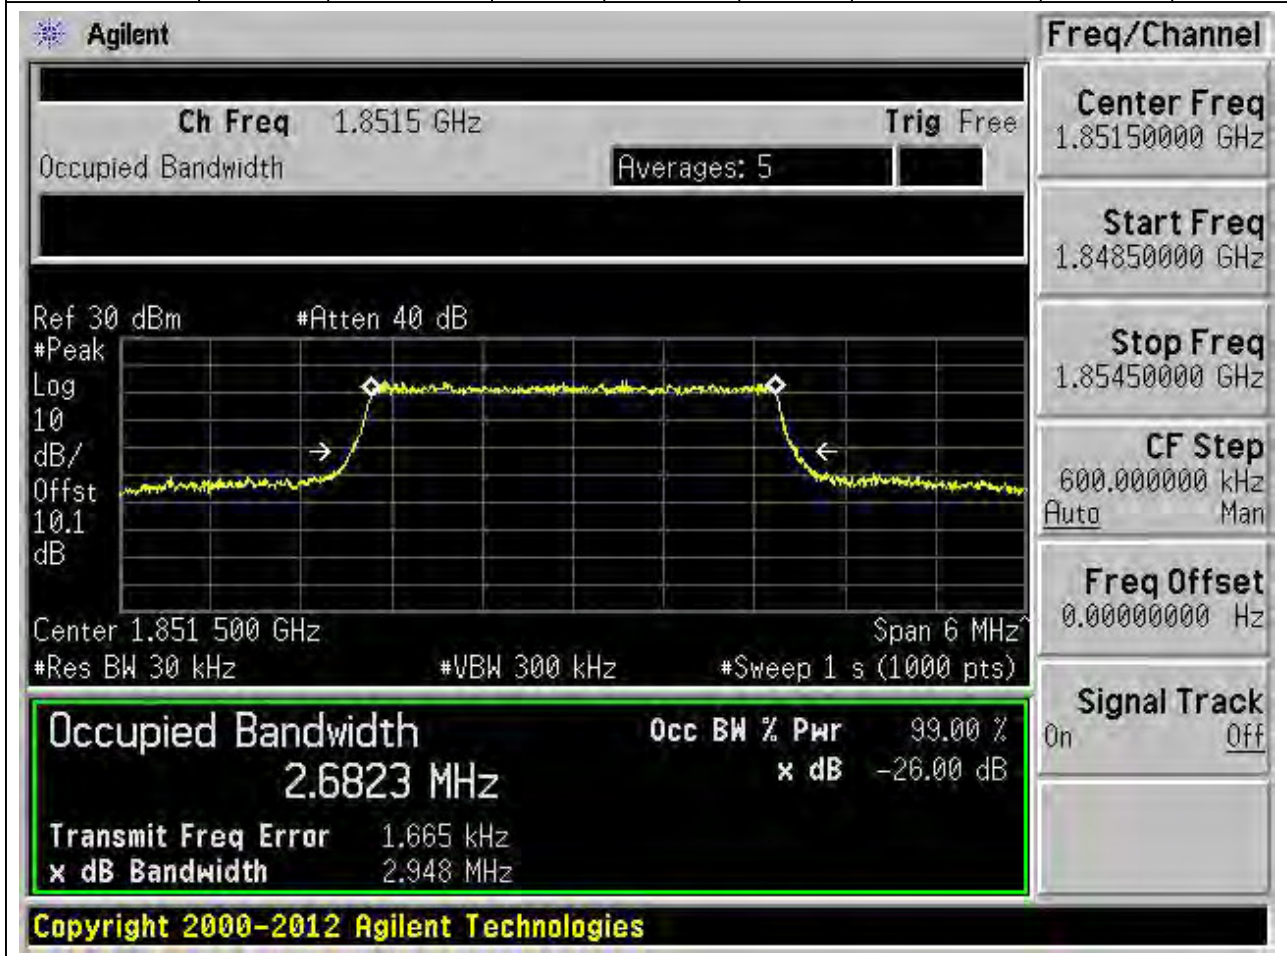 Agilent
Freq/Channel
Ch Freq 1.8515 GHz Trig Free
Occupied Bandwidth Averages: 5
Center Freq
1.85150000 GHz
Start Freq
1.84850000 GHz
Stop Freq
1.85450000 GHz
CF Step
600.000000 kHz
Auto Man
Freq Offset
0.00000000 Hz
Signal Track
On Off
Ref 30 dBm #Atten 40 dB
#Peak
Log
10
dB/
Offst
10.1
dB
Center 1.851 500 GHz Span 6 MHz^
#Res BW 30 kHz #VBW 300 kHz #Sweep 1 s (1000 pts)
Occupied Bandwidth Occ BW % Pwr 99.00 %
2.6823 MHz x dB -26.00 dB
Transmit Freq Error 1.665 kHz
x dB Bandwidth 2.948 MHz
Copyright 2000-2012 Agilent Technologies